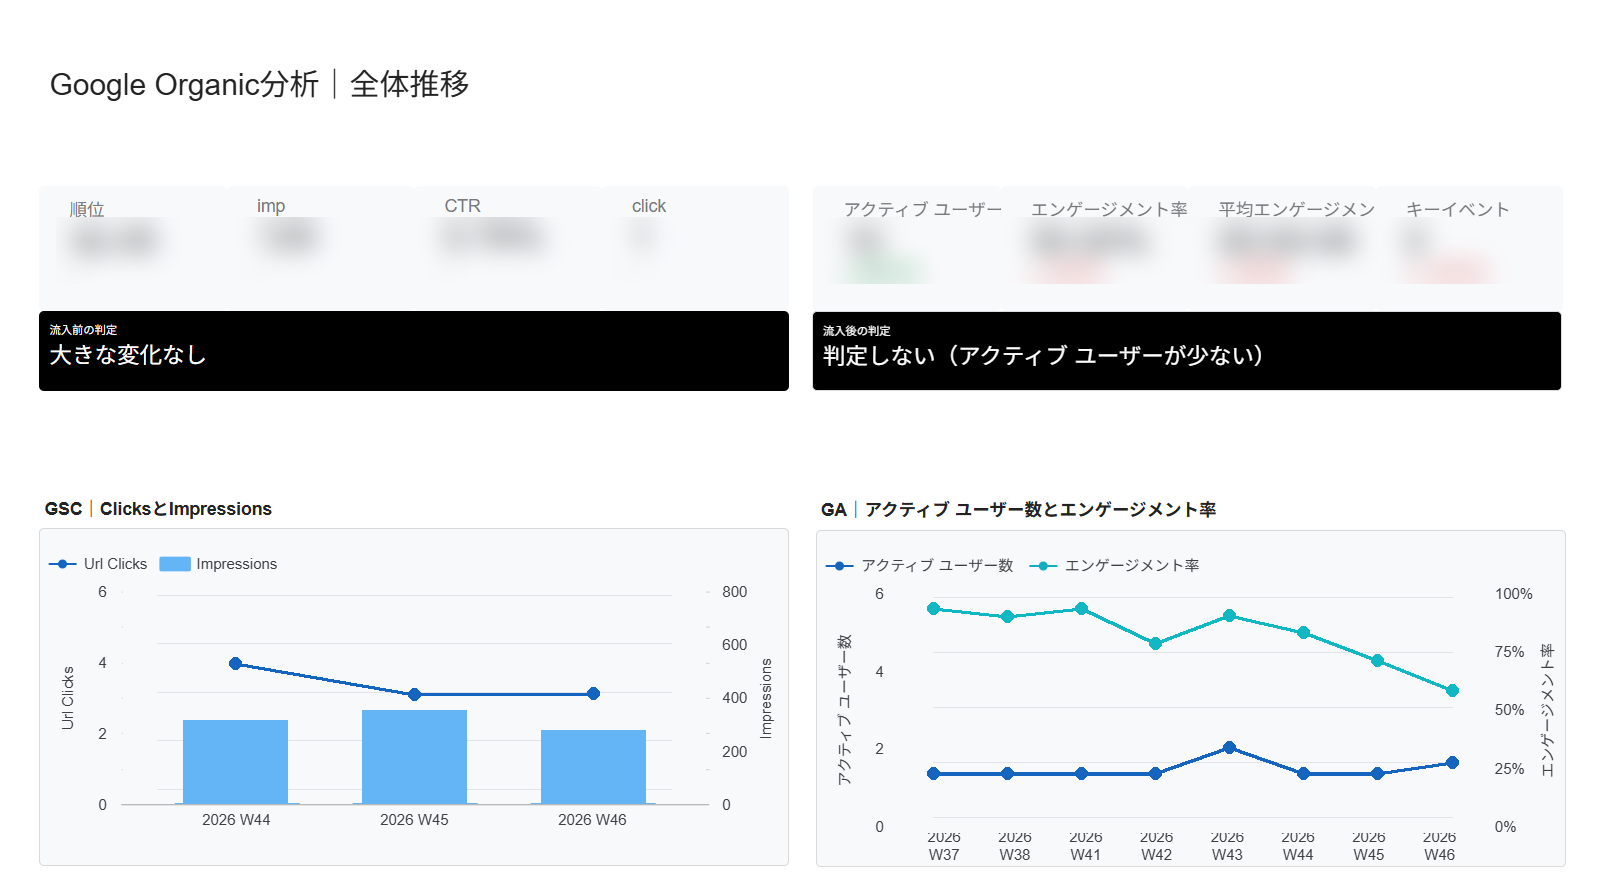 Google Organic分析｜全体推移
順位
imp
CTR
click
アクティブ ユーザー
エンゲージメント率
平均エンゲージメン
キーイベント
流入前の判定
大きな変化なし
流入後の判定
判定しない（アクティブ ユーザーが少ない）
GSC｜ClicksとImpressions
Url Clicks
Impressions
6
4
2
0
Url Clicks
800
600
400
200
0
Impressions
2026 W44
2026 W45
2026 W46
GA｜アクティブ ユーザー数とエンゲージメント率
アクティブ ユーザー数
エンゲージメント率
6
4
2
0
アクティブ ユーザー数
100%
75%
50%
25%
0%
エンゲージメント率
2026
W37
2026
W38
2026
W41
2026
W42
2026
W43
2026
W44
2026
W45
2026
W46